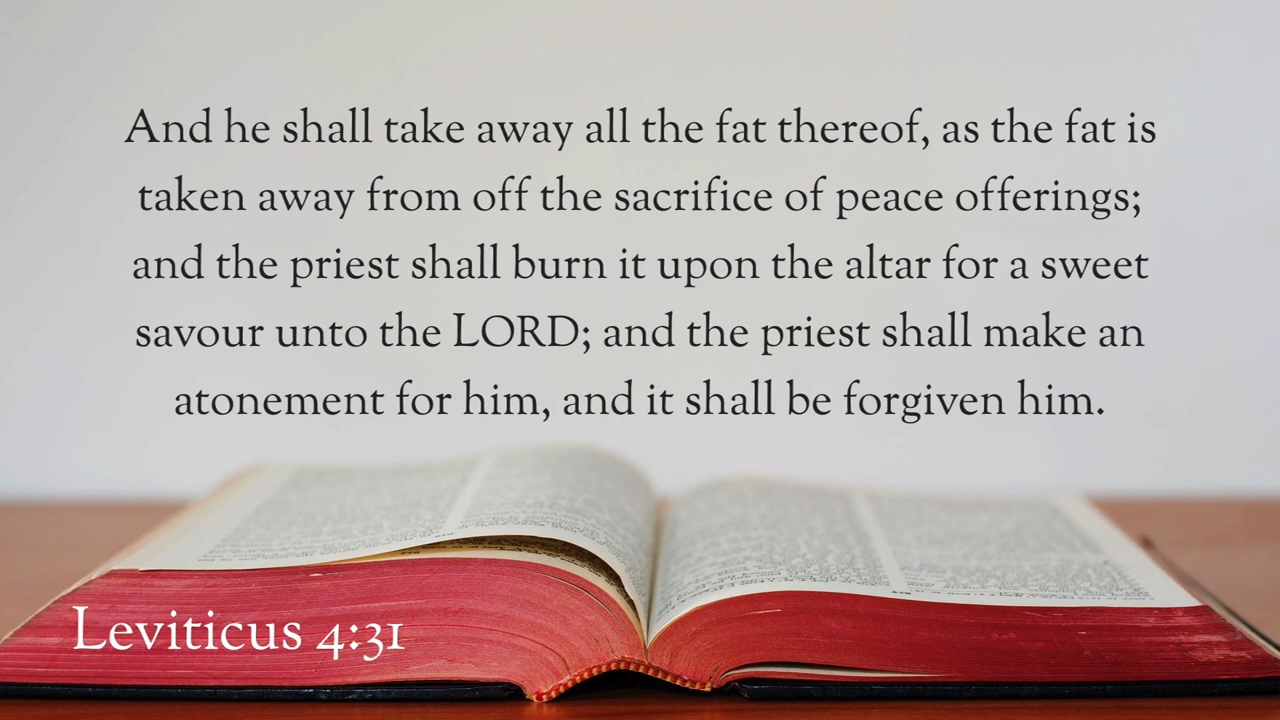 And he shall take away all the fat thereof, as the fat is
taken away from off the sacrifice of peace offerings;
and the priest shall burn it upon the altar for a sweet
savour unto the LORD; and the priest shall make an
atonement for him, and it shall be forgiven him.
Leviticus 4:31